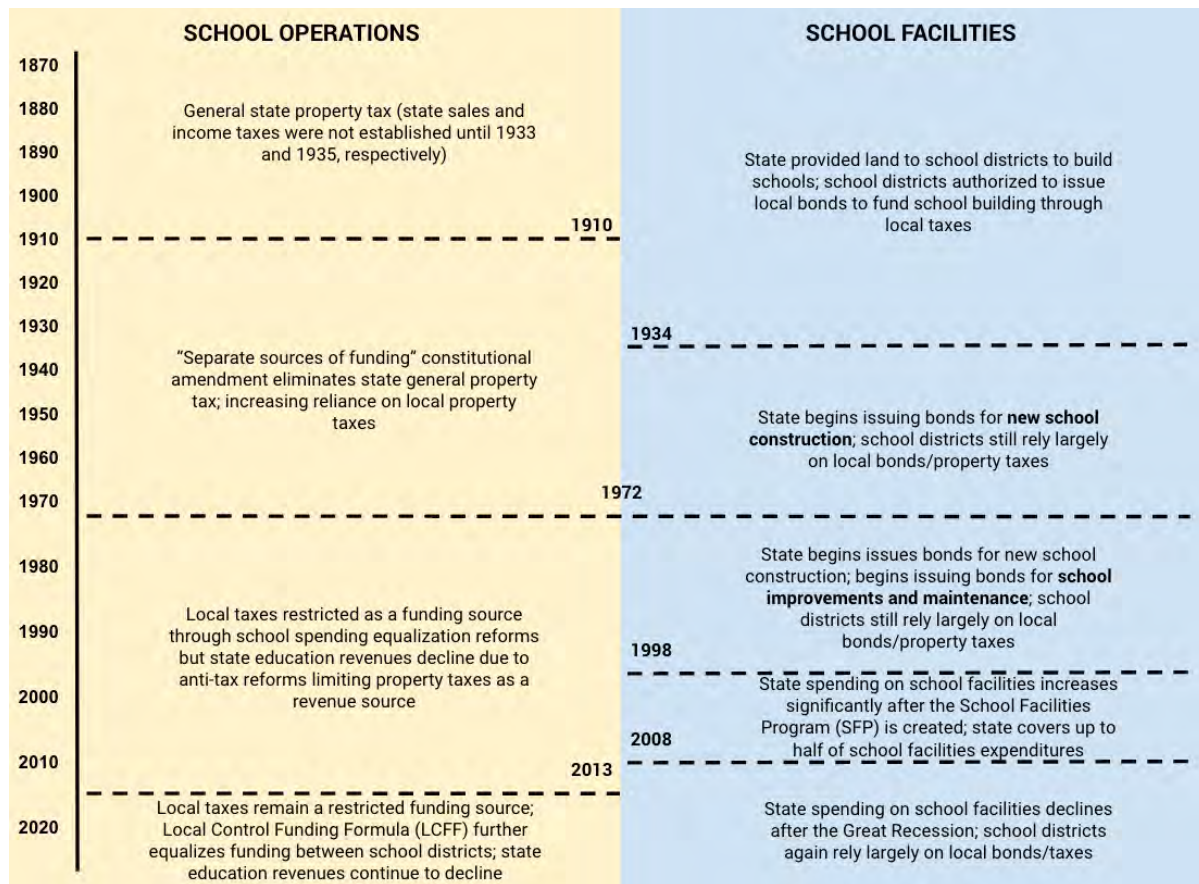 SCHOOL OPERATIONS
1870
1880
1890
1900
1910
1920
1930
1940
1950
1960
1970
1980
1990
2000
2010
2020
General state property tax (state sales and
income taxes were not established until 1933
and 1935, respectively)
1910
“Separate sources of funding” constitutional
amendment eliminates state general property
tax; increasing reliance on local property
taxes
1972
Local taxes restricted as a funding source
through school spending equalization reforms
but state education revenues decline due to
anti-tax reforms limiting property taxes as a
revenue source
2013
Local taxes remain a restricted funding source;
Local Control Funding Formula (LCFF) further
equalizes funding between school districts; state
education revenues continue to decline
SCHOOL FACILITIES
State provided land to school districts to build
schools; school districts authorized to issue
local bonds to fund school building through
local taxes
1934
State begins issuing bonds for new school
construction; school districts still rely largely
on local bonds/property taxes
State begins issues bonds for new school
construction; begins issuing bonds for school
improvements and maintenance; school
districts still rely largely on local
bonds/property taxes
1998
State spending on school facilities increases
significantly after the School Facilities
Program (SFP) is created; state covers up to
half of school facilities expenditures
2008
State spending on school facilities declines
after the Great Recession; school districts
again rely largely on local bonds/taxes